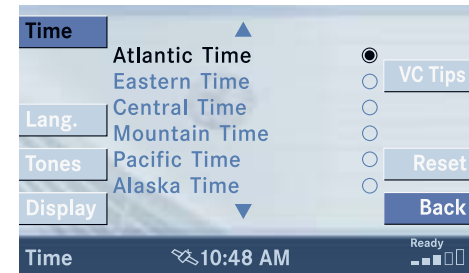 Time
Atlantic Time
Eastern Time
VC Tips
Central Time
Lang.
Mountain Time
Tones
Pacific Time
Reset
Alaska Time
Display
Back
Time
10:48 AM
Ready